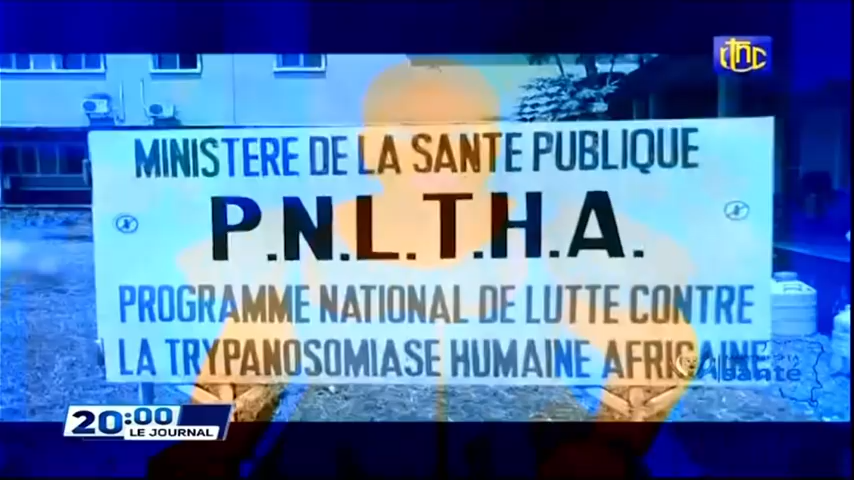 rtnc
MINISTERE DE LA SANTE PUBLIQUE
P.N.L.T.H.A.
PROGRAMME NATIONAL DE LUTTE CONTRE
LA TRYPANOSOMIASE HUMAINE AFRICAINE
santé
20:00
LE JOURNAL